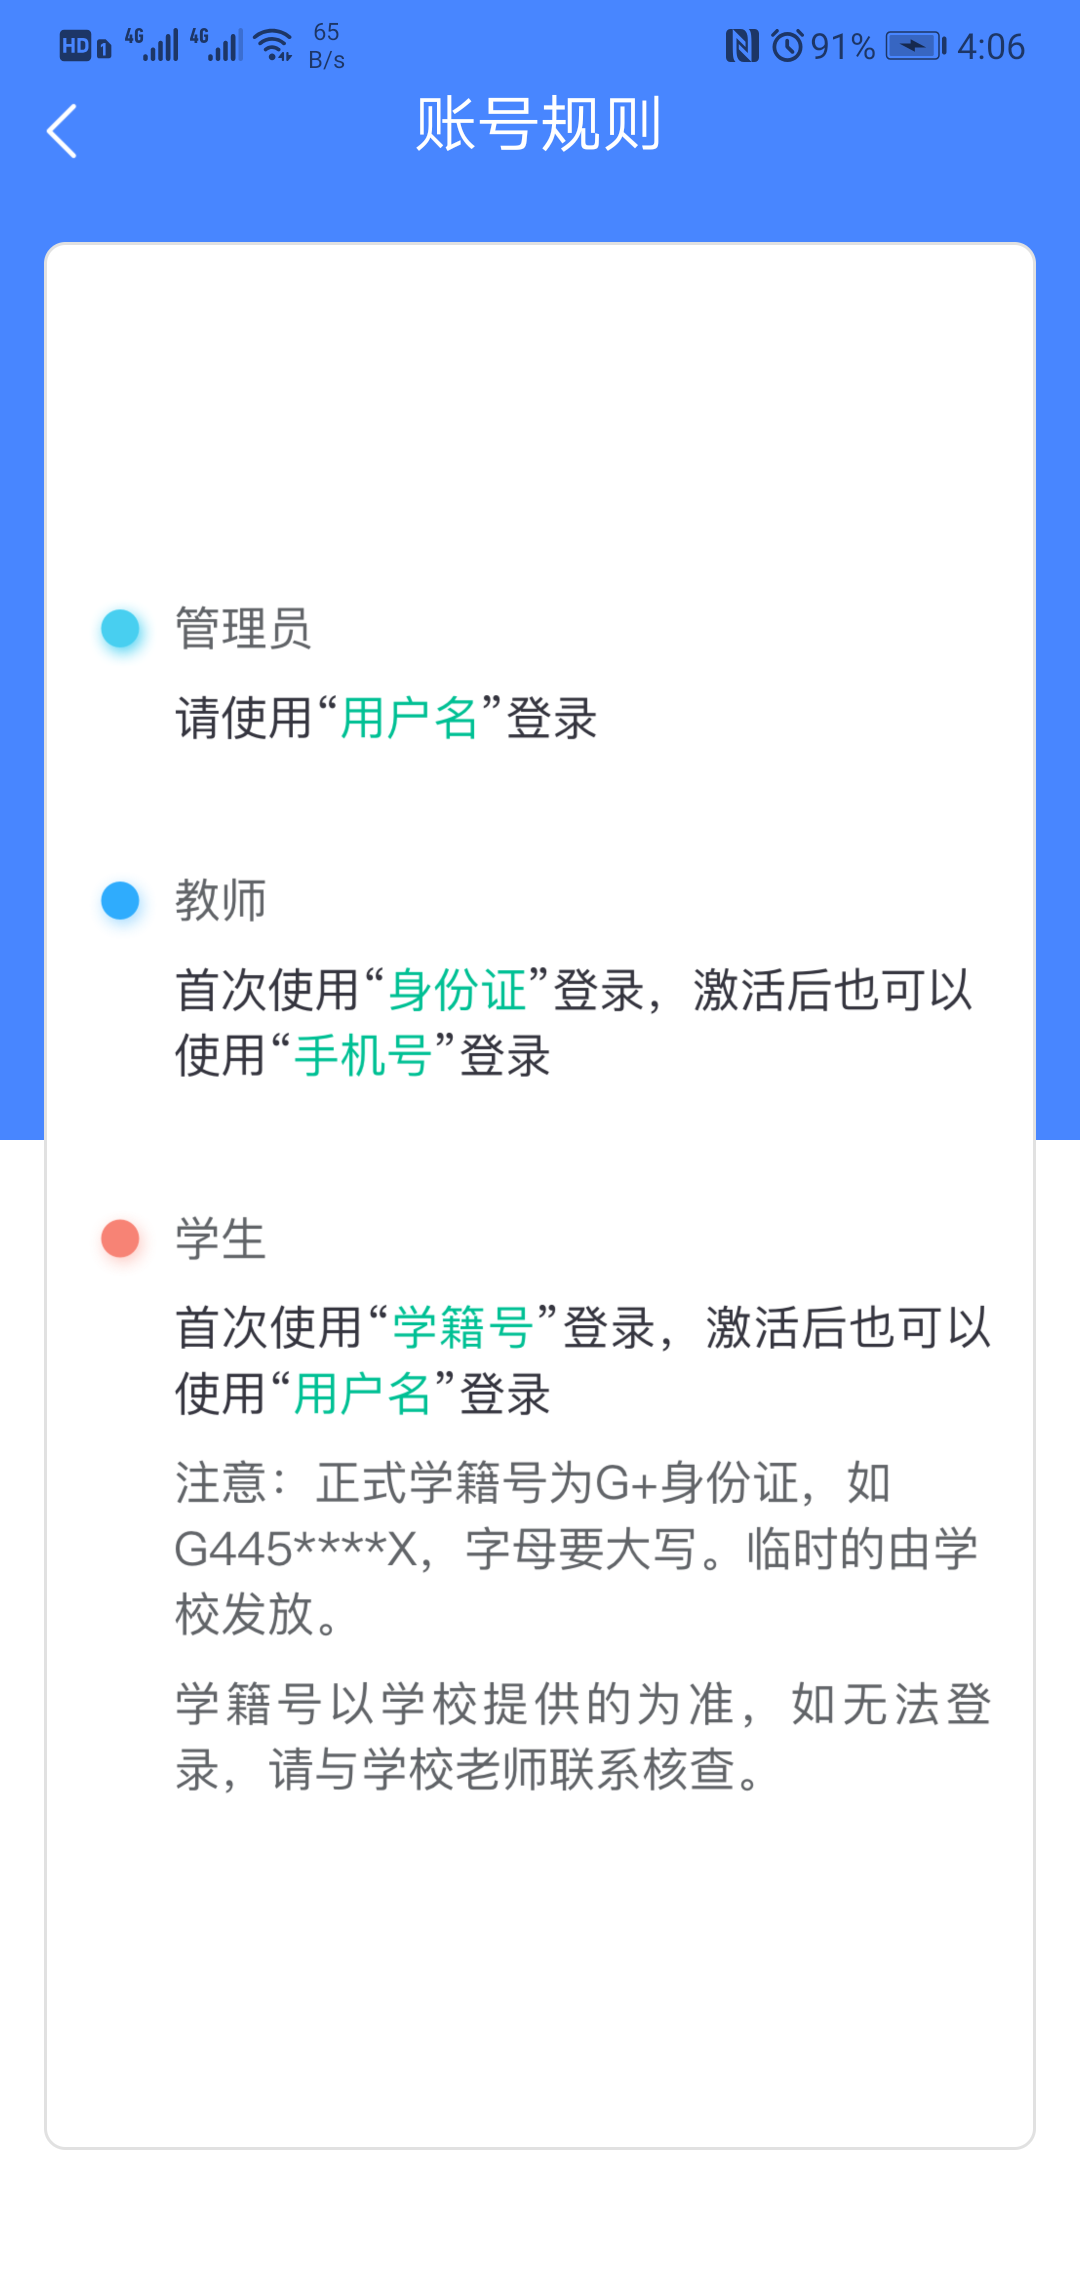 HD 1 4G 4G 65 B/s 91% 4:06
账号规则
管理员
请使用“用户名”登录
教师
首次使用“身份证”登录，激活后也可以
使用“手机号”登录
学生
首次使用“学籍号”登录，激活后也可以
使用“用户名”登录
注意：正式学籍号为G+身份证，如
G445****X，字母要大写。临时的由学
校发放。
学籍号以学校提供的为准，如无法登
录，请与学校老师联系核查。